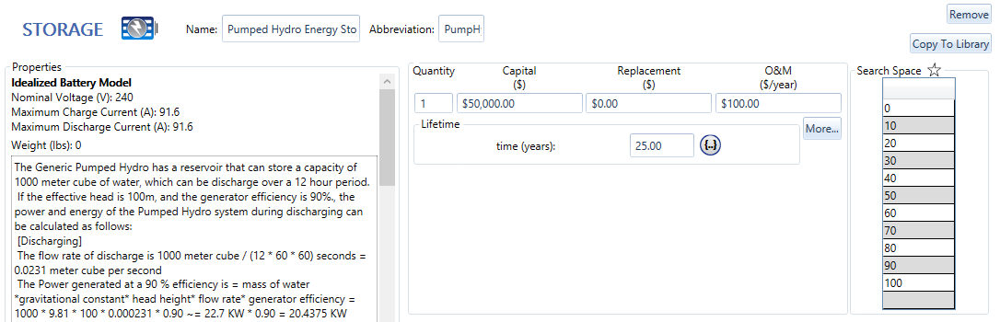 Remove
STORAGE
Name: Pumped Hydro Energy Sto Abbreviation: PumpH
Copy To Library
Properties
Idealized Battery Model
Nominal Voltage (V): 240
Maximum Charge Current (A): 91.6
Maximum Discharge Current (A): 91.6
Weight (lbs): 0
The Generic Pumped Hydro has a reservoir that can store a capacity of
1000 meter cube of water, which can be discharge over a 12 hour period.
If the effective head is 100m, and the generator efficiency is 90%., the
power and energy of the Pumped Hydro system during discharging can
be calculated as follows:
[Discharging]
The flow rate of discharge is 1000 meter cube / (12 * 60 * 60) seconds =
0.0231 meter cube per second
The Power generated at a 90 % efficiency is = mass of water
*gravitational constant* head height* flow rate* generator efficiency =
1000 * 9.81 * 100 * 0.000231 * 0.90 ~= 22.7 KW * 0.90 = 20.4375 KW
Quantity Capital Replacement O&M
($) ($) ($/year)
1 $50,000.00 $0.00 $100.00
Lifetime
More...
time (years): 25.00 {..}
Search Space
0
10
20
30
40
50
60
70
80
90
100